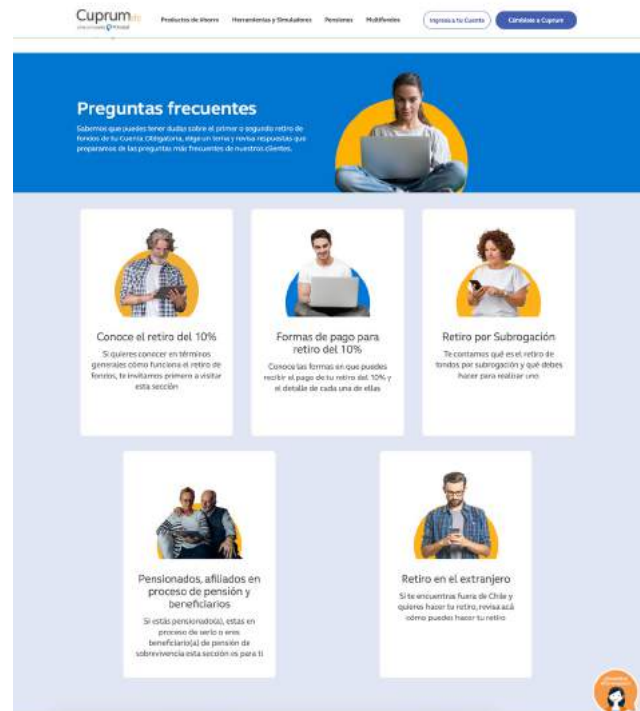 Cuprum afp
Productos de Ahorro
Herramientas y Simuladores
Pensiones
Multifondos
Ingresa a tu Cuenta
Cámbiate a Cuprum
Principal
Preguntas frecuentes
Sabemos que puedes tener dudas sobre el primer o segundo retiro de
fondos de tu Cuenta Obligatoria, elige un tema y revisa respuestas que
preparamos de las preguntas más frecuentes de nuestros clientes.
Conoce el retiro del 10%
Si quieres conocer en términos
generales cómo funciona el retiro de
fondos, te invitamos primero a visitar
esta sección
Formas de pago para
retiro del 10%
Conoce las formas en que puedes
recibir el pago de tu retiro del 10% y
el detalle de cada una de ellas
Retiro por Subrogación
Te contamos qué es el retiro de
fondos por subrogación y qué debes
hacer para realizar uno
Pensionados, afiliados en
proceso de pensión y
beneficiarios
Si estás pensionado(a), estas en
proceso de serlo o eres
beneficiario(a) de pensión de
sobrevivencia esta sección es para ti
Retiro en el extranjero
Si te encuentras fuera de Chile y
quieres hacer tu retiro, revisa acá
cómo puedes hacer tu retiro